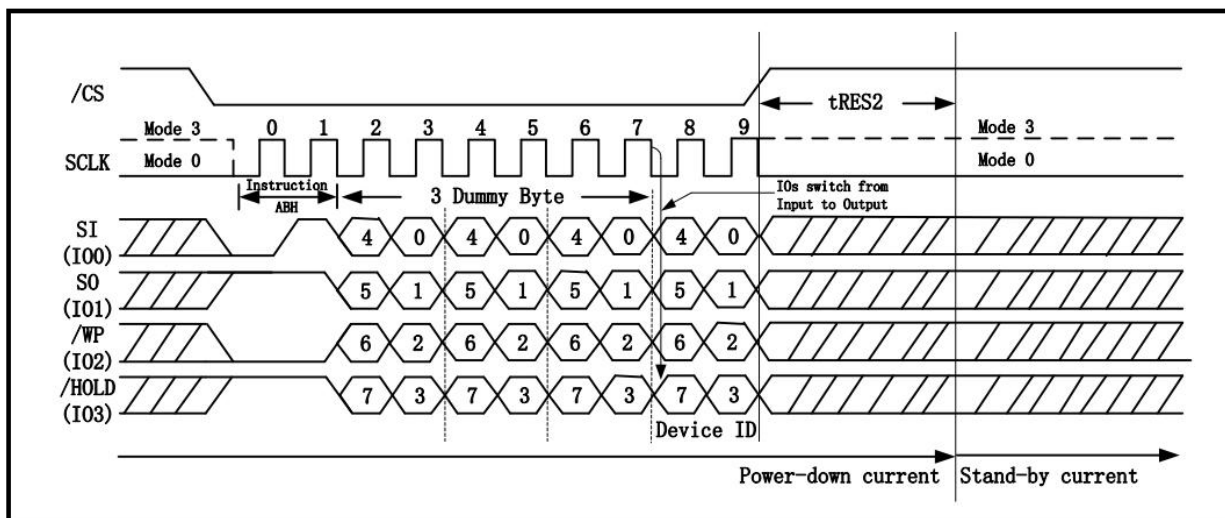 /CS
tRES2
Mode 3
0 1 2 3 4 5 6 7 8 9
Mode 3
SCLK
Mode 0
Mode 0
Instruction
ABH
3 Dummy Byte
IOs switch from
Input to Output
SI
(IO0)
4 0 4 0 4 0 4 0
SO
(IO1)
5 1 5 1 5 1 5 1
/WP
(IO2)
6 2 6 2 6 2 6 2
/HOLD
(IO3)
7 3 7 3 7 3 7 3
Device ID
Power-down current
Stand-by current